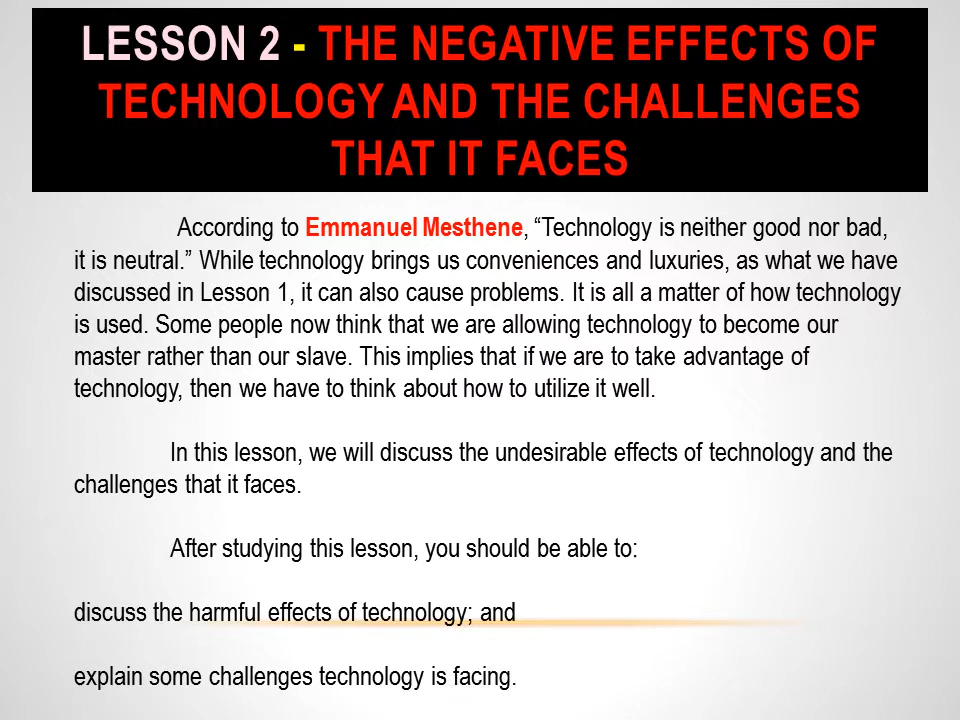 LESSON 2 - THE NEGATIVE EFFECTS OF
TECHNOLOGY AND THE CHALLENGES
THAT IT FACES
According to Emmanuel Mesthene, “Technology is neither good nor bad,
it is neutral.” While technology brings us conveniences and luxuries, as what we have
discussed in Lesson 1, it can also cause problems. It is all a matter of how technology
is used. Some people now think that we are allowing technology to become our
master rather than our slave. This implies that if we are to take advantage of
technology, then we have to think about how to utilize it well.
In this lesson, we will discuss the undesirable effects of technology and the
challenges that it faces.
After studying this lesson, you should be able to:
discuss the harmful effects of technology; and
explain some challenges technology is facing.